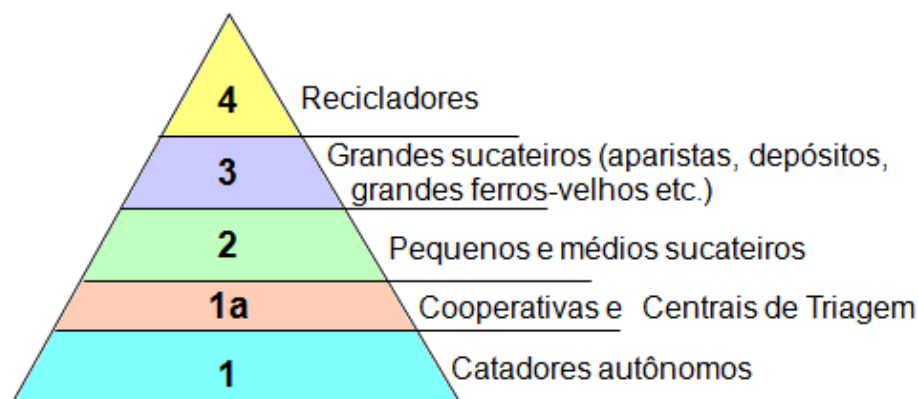 4 Recicladores
3 Grandes sucateiros (aparistas, depósitos,
grandes ferros-velhos etc.)
2 Pequenos e médios sucateiros
1a Cooperativas e Centrais de Triagem
1 Catadores autônomos